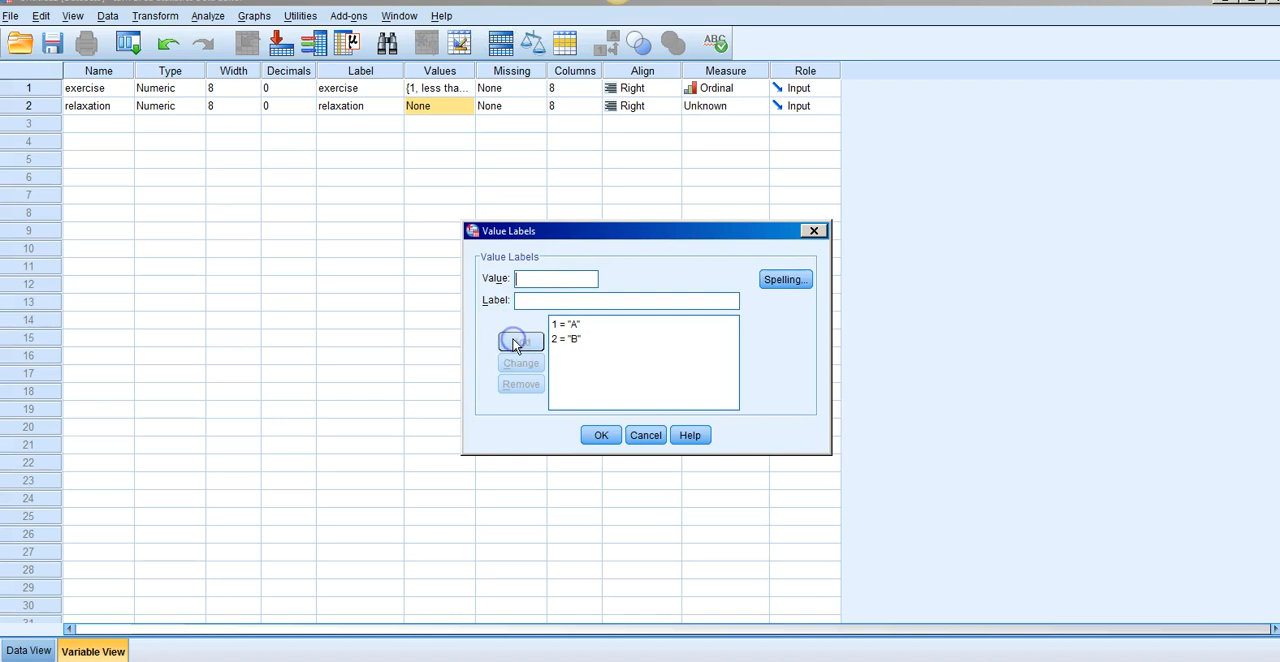 File Edit View Data Transform Analyze Graphs Utilities Add-ons Window Help
Name Type Width Decimals Label Values Missing Columns Align Measure Role
1 exercise Numeric 8 0 exercise {1, less tha... None 8 Right Ordinal Input
2 relaxation Numeric 8 0 relaxation None None 8 Right Unknown Input
3
4
5
6
7
8
9
10
11
12
13
14
15
16
17
18
19
20
21
22
23
24
25
26
27
28
29
30
31
Value Labels
Value Labels
Value:
Spelling...
Label:
1 = "A"
2 = "B"
Change
Remove
OK Cancel Help
Data View Variable View